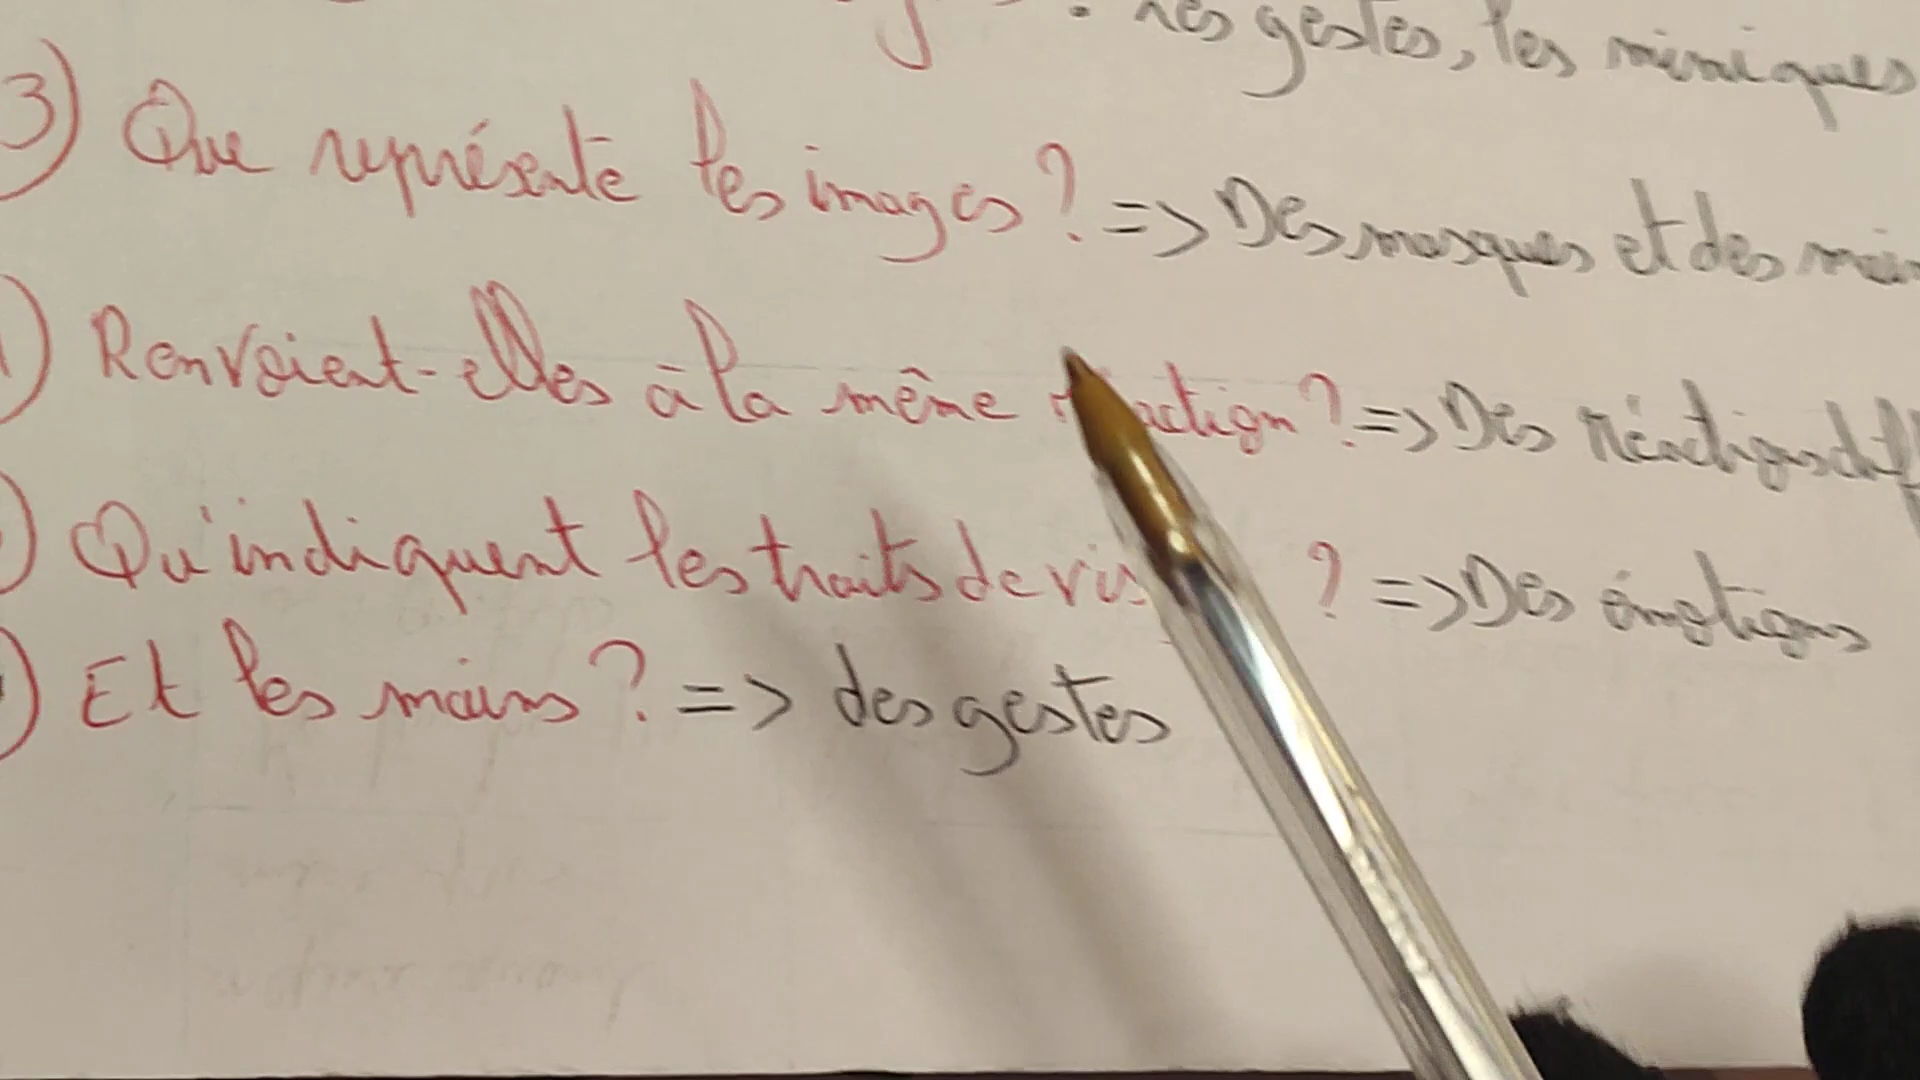 les gestes, les mimiques
3) Que représente les images ? => Des masques et des
Renvoient-elles à la même ? => Des réactions
Qu'indiquent les traits de ? => Des émotions
Et les mains ? => des gestes